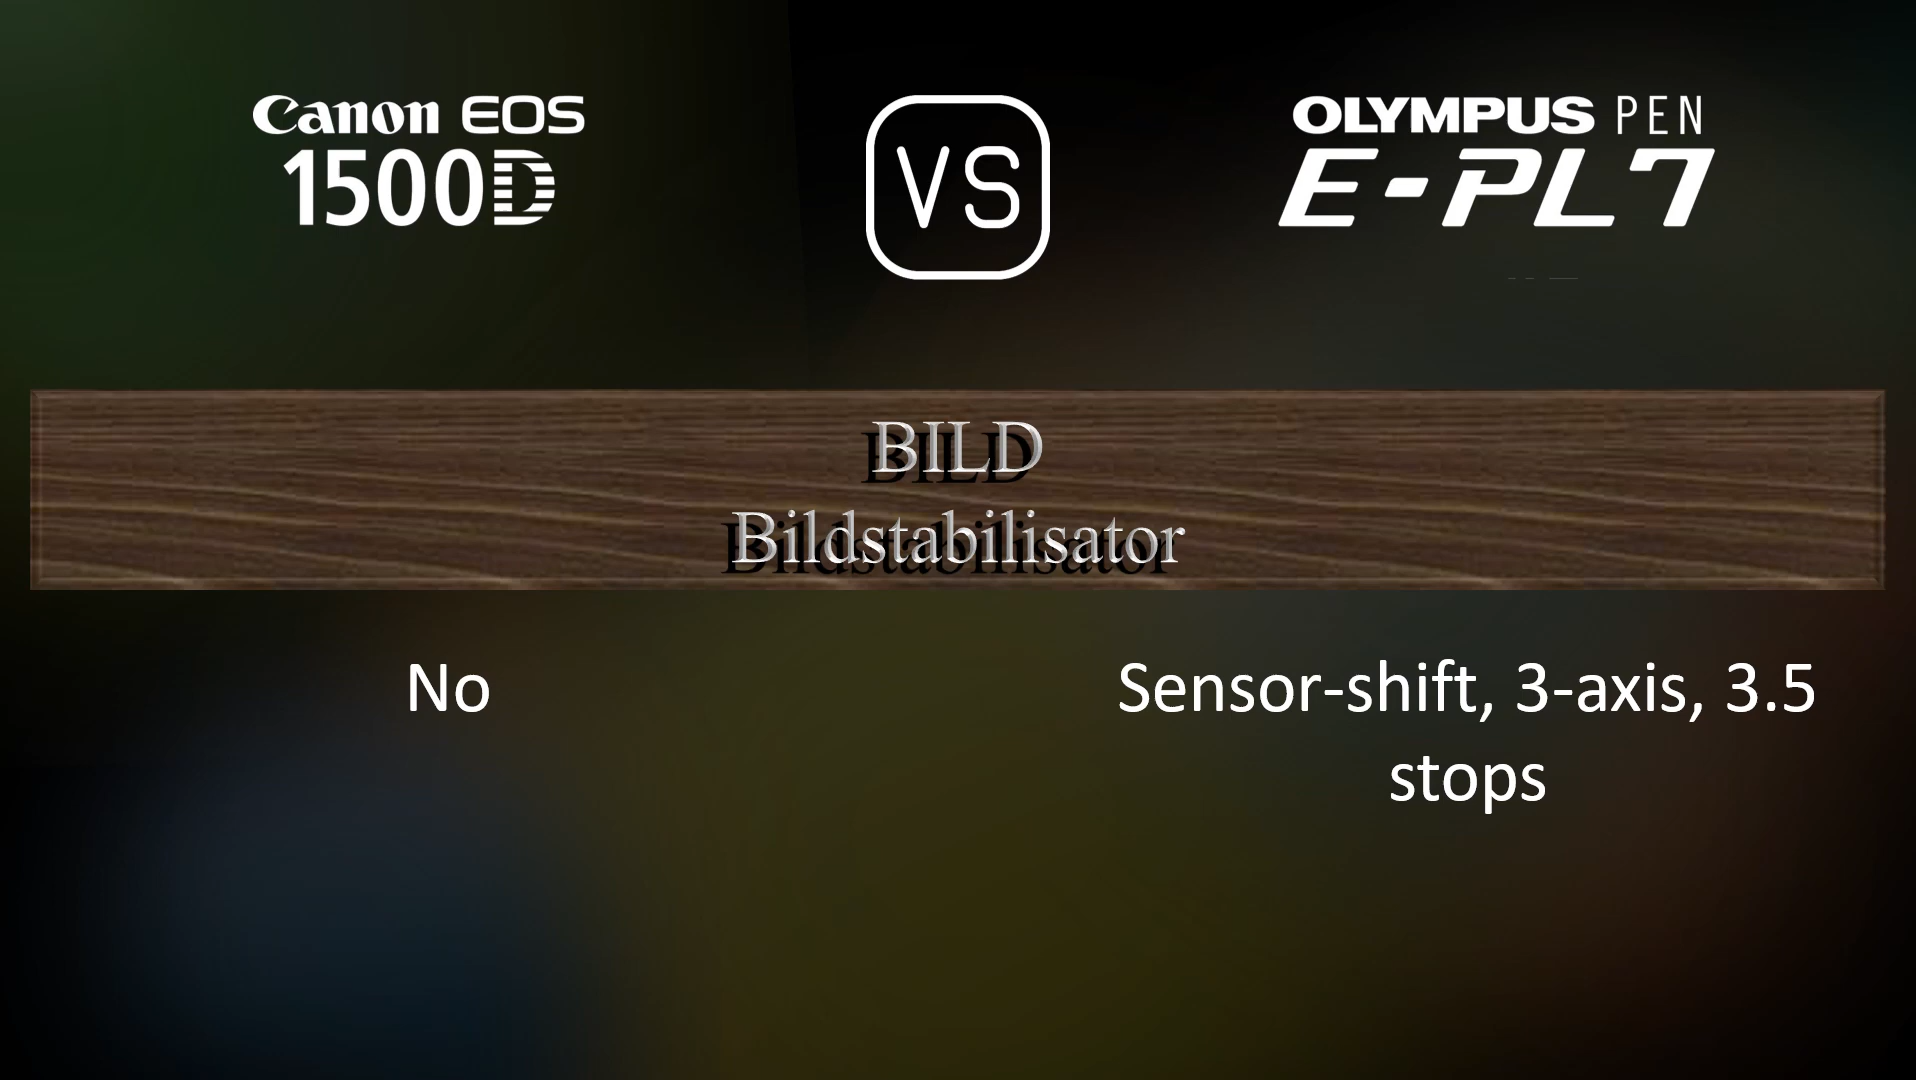 Canon EOS
1500D
VS
OLYMPUS PEN
E-PL7
BILD
Bildstabilisator
No
Sensor-shift, 3-axis, 3.5
stops